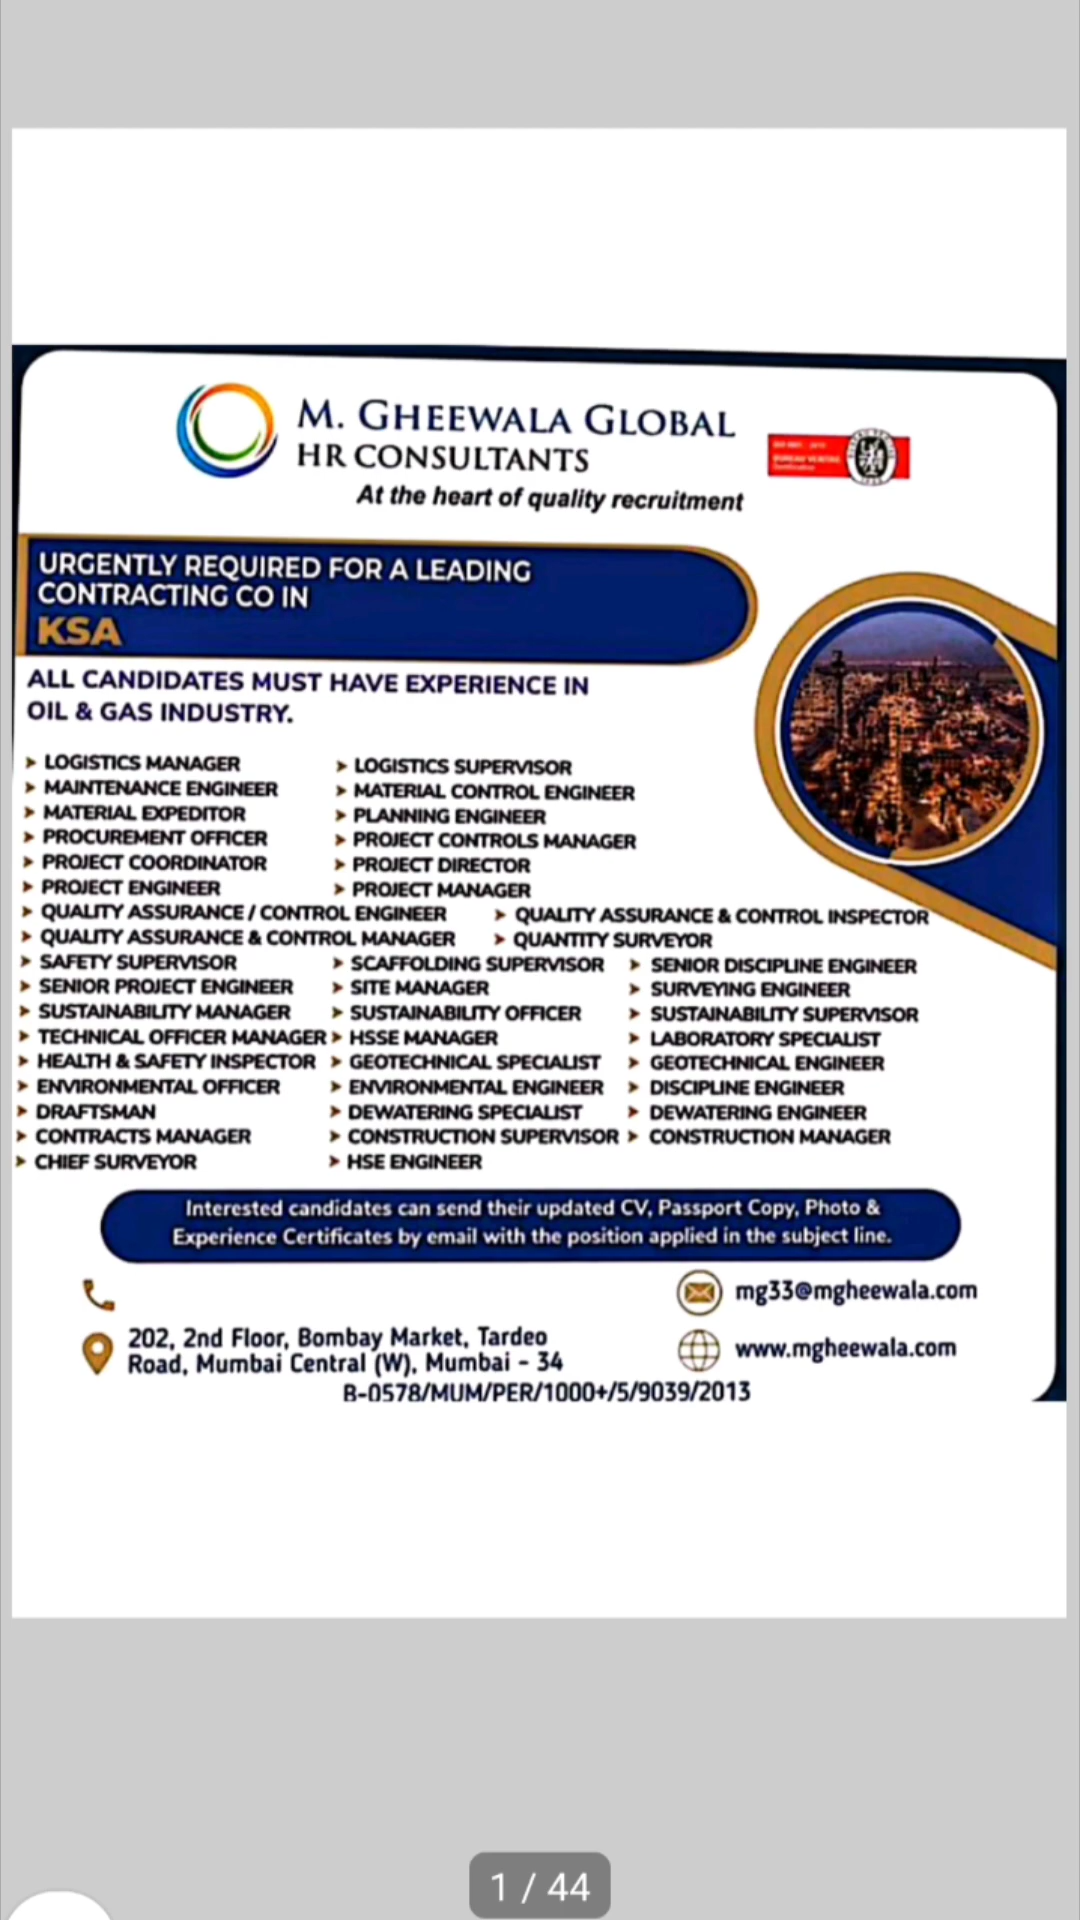 M. GHEEWALA GLOBAL
HR CONSULTANTS
At the heart of quality recruitment
BUREAU VERITAS
Certification
URGENTLY REQUIRED FOR A LEADING
CONTRACTING CO IN
KSA
ALL CANDIDATES MUST HAVE EXPERIENCE IN
OIL & GAS INDUSTRY.
➤ LOGISTICS MANAGER ➤ LOGISTICS SUPERVISOR
➤ MAINTENANCE ENGINEER ➤ MATERIAL CONTROL ENGINEER
➤ MATERIAL EXPEDITOR ➤ PLANNING ENGINEER
➤ PROCUREMENT OFFICER ➤ PROJECT CONTROLS MANAGER
➤ PROJECT COORDINATOR ➤ PROJECT DIRECTOR
➤ PROJECT ENGINEER ➤ PROJECT MANAGER
➤ QUALITY ASSURANCE / CONTROL ENGINEER ➤ QUALITY ASSURANCE & CONTROL INSPECTOR
➤ QUALITY ASSURANCE & CONTROL MANAGER ➤ QUANTITY SURVEYOR
➤ SAFETY SUPERVISOR ➤ SCAFFOLDING SUPERVISOR ➤ SENIOR DISCIPLINE ENGINEER
➤ SENIOR PROJECT ENGINEER ➤ SITE MANAGER ➤ SURVEYING ENGINEER
➤ SUSTAINABILITY MANAGER ➤ SUSTAINABILITY OFFICER ➤ SUSTAINABILITY SUPERVISOR
➤ TECHNICAL OFFICER MANAGER ➤ HSSE MANAGER ➤ LABORATORY SPECIALIST
➤ HEALTH & SAFETY INSPECTOR ➤ GEOTECHNICAL SPECIALIST ➤ GEOTECHNICAL ENGINEER
➤ ENVIRONMENTAL OFFICER ➤ ENVIRONMENTAL ENGINEER ➤ DISCIPLINE ENGINEER
➤ DRAFTSMAN ➤ DEWATERING SPECIALIST ➤ DEWATERING ENGINEER
➤ CONTRACTS MANAGER ➤ CONSTRUCTION SUPERVISOR ➤ CONSTRUCTION MANAGER
➤ CHIEF SURVEYOR ➤ HSE ENGINEER
Interested candidates can send their updated CV, Passport Copy, Photo &
Experience Certificates by email with the position applied in the subject line.
mg33@mgheewala.com
202, 2nd Floor, Bombay Market, Tardeo
Road, Mumbai Central (W), Mumbai - 34
www.mgheewala.com
B-0578/MUM/PER/1000+/5/9039/2013
1 / 44